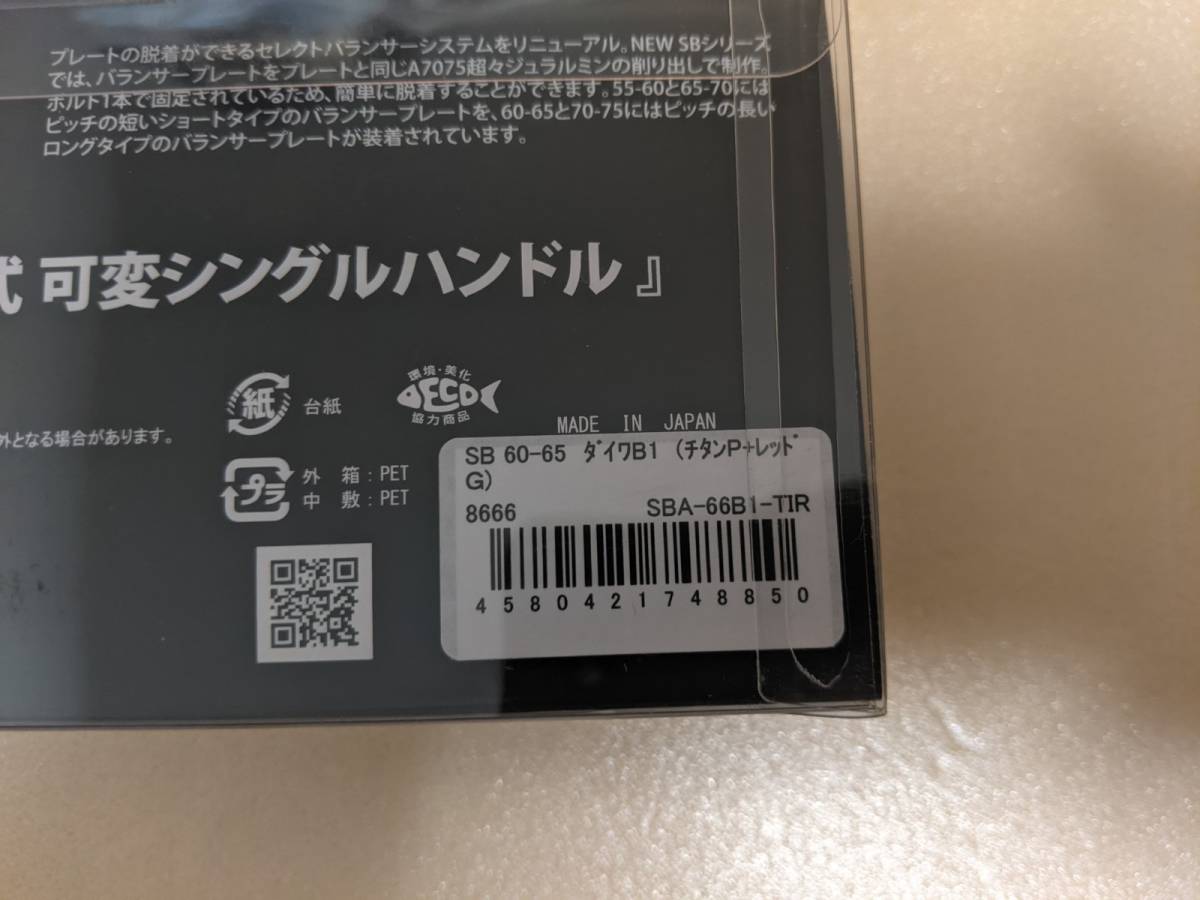 プレートの脱着ができるセレクトバランサーシステムをリニューアル。NEW SBシリーズ
では、バランサープレートをプレートと同じA7075超々ジュラルミンの削り出しで制作。
ボルト1本で固定されているため、簡単に脱着することができます。55-60と65-70には
ピッチの短いショートタイプのバランサープレートを、60-65と70-75にはピッチの長い
ロングタイプのバランサープレートが装着されています。
式 可変シングルハンドル』
環境・美化
ECO
協力商品
紙 台紙
MADE IN JAPAN
外となる場合があります。
プラ
外 箱:PET
中 敷:PET
SB 60-65 ﾀﾞｲﾜB1 (ﾁﾀﾝP+ﾚｯﾄﾞ
G)
8666 SBA-66B1-TIR
4580421748850